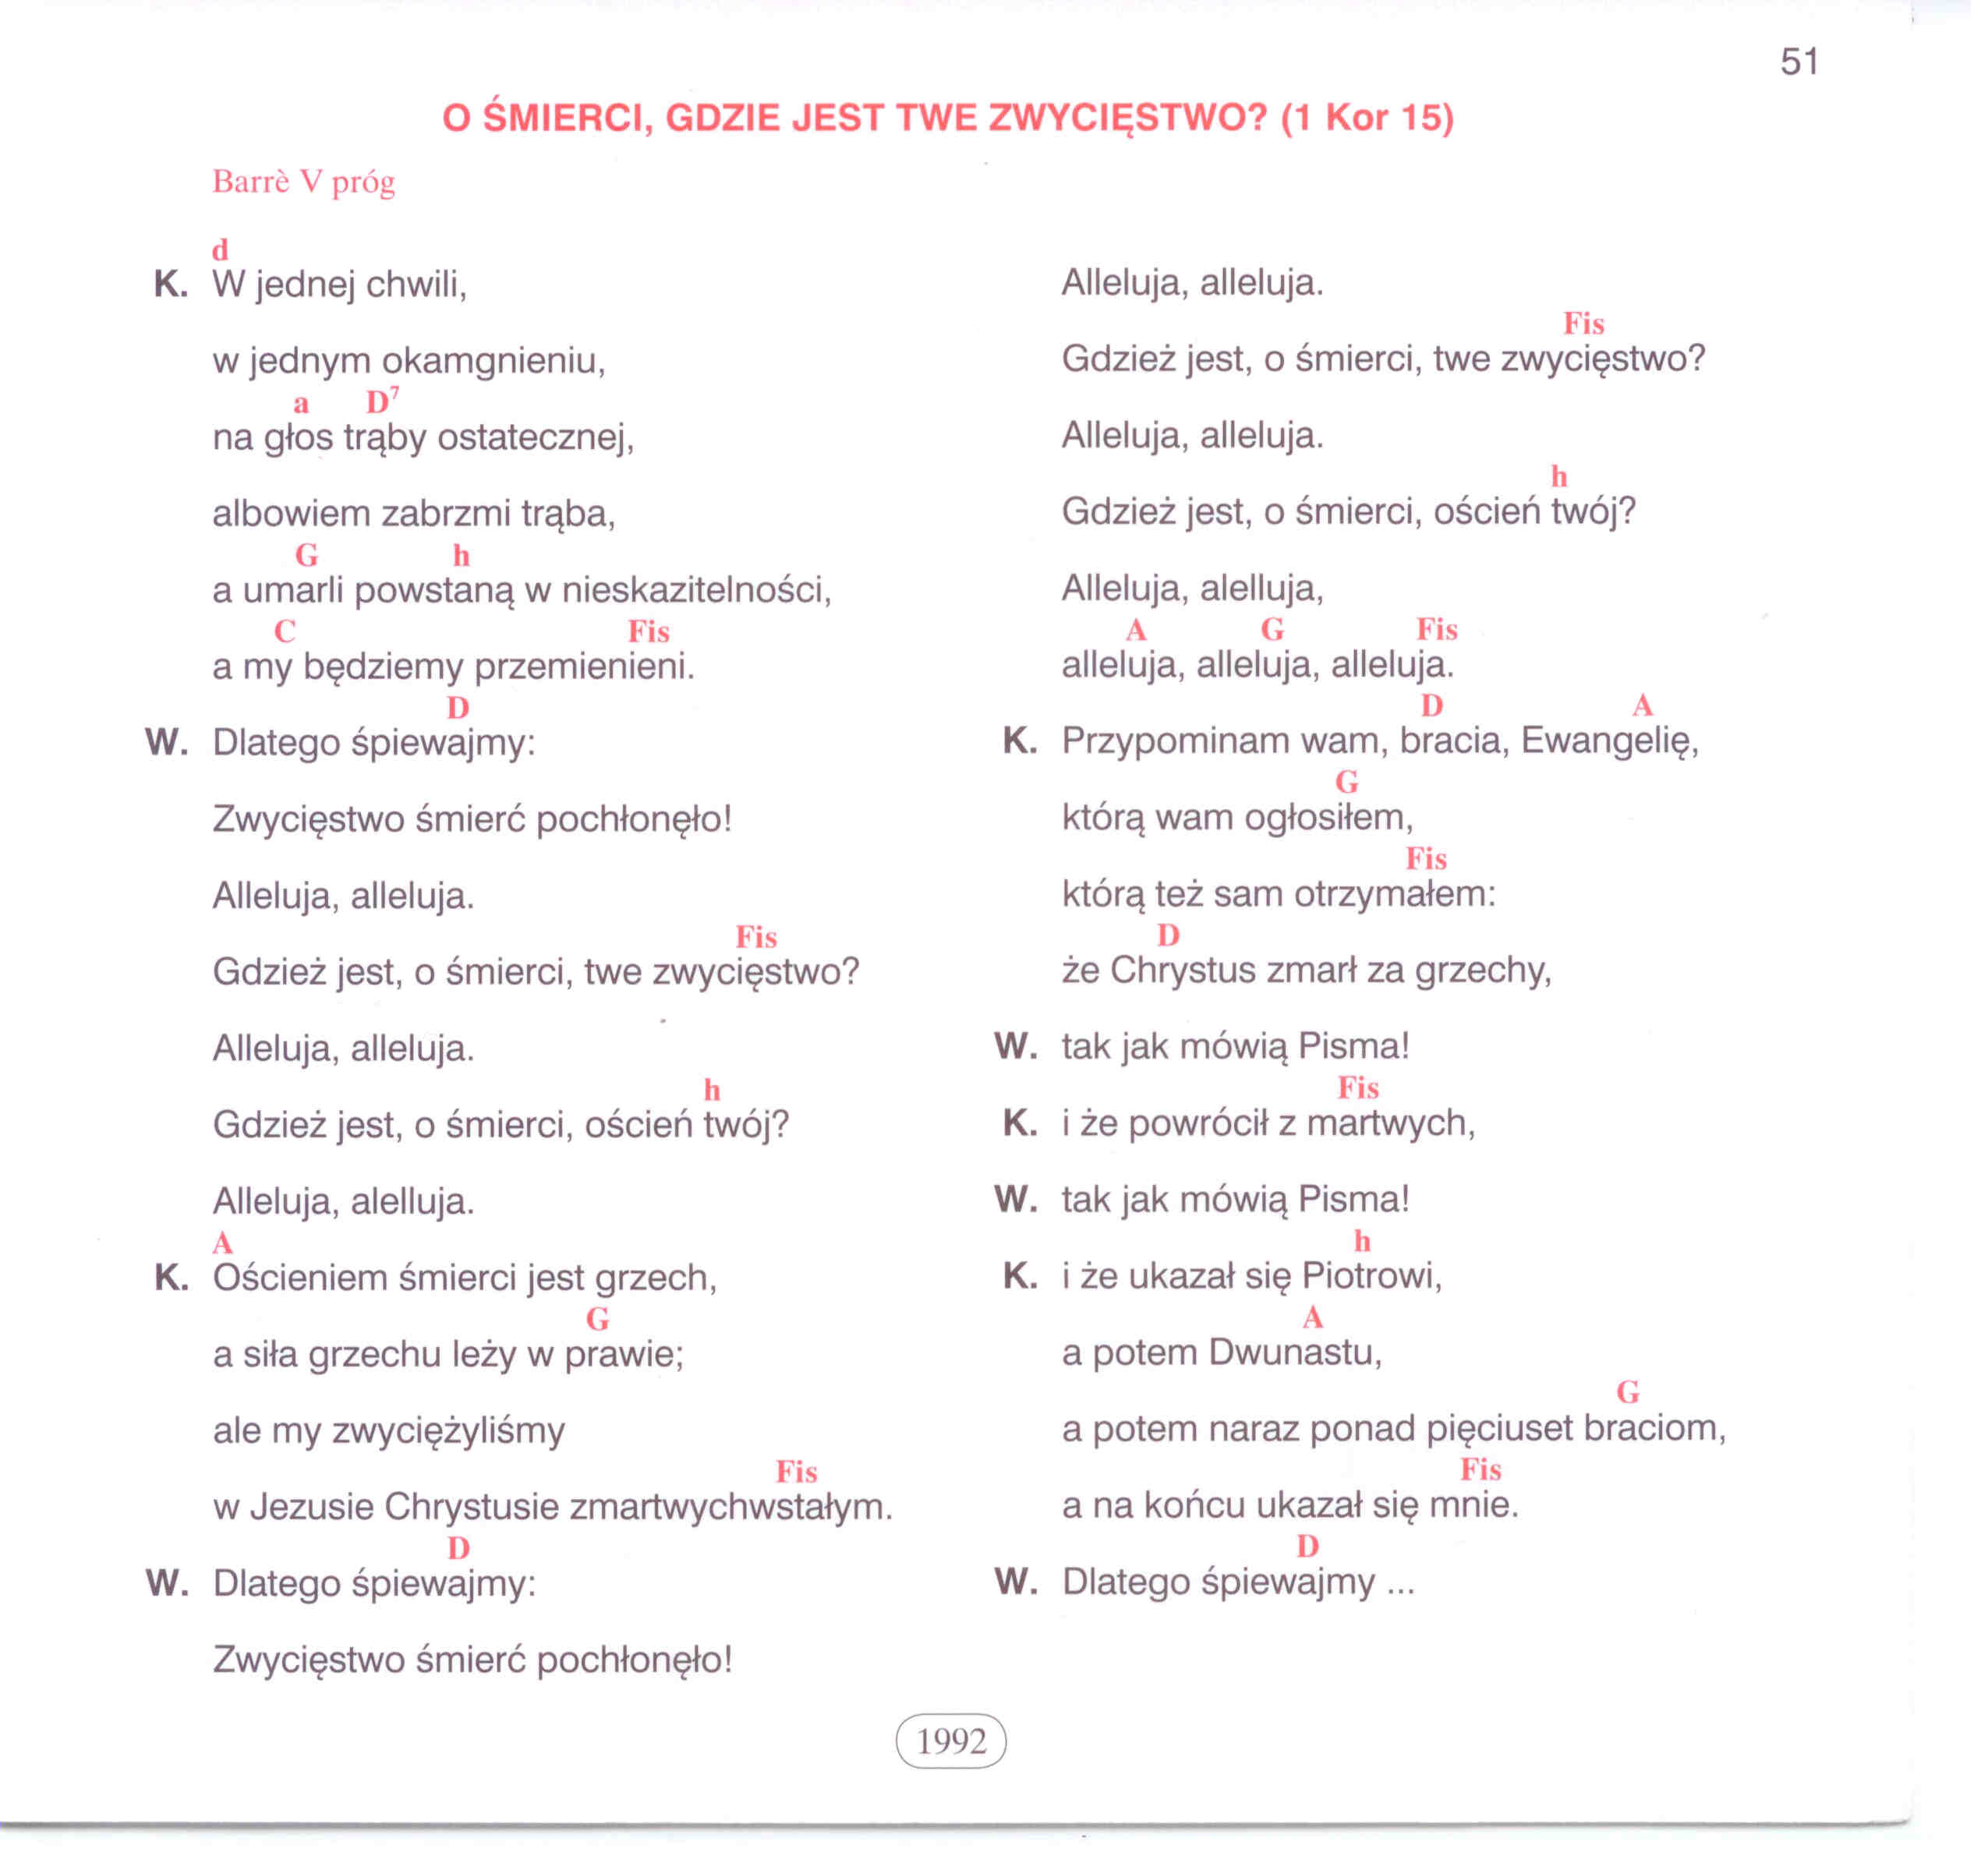 51
O ŚMIERCI, GDZIE JEST TWE ZWYCIĘSTWO? (1 Kor 15)
Barrè V próg
d
K. W jednej chwili,
w jednym okamgnieniu,
a D7
na głos trąby ostatecznej,
albowiem zabrzmi trąba,
G h
a umarli powstaną w nieskazitelności,
C Fis
a my będziemy przemienieni.
D
W. Dlatego śpiewajmy:
Zwycięstwo śmierć pochłonęło!
Alleluja, alleluja.
Fis
Gdzież jest, o śmierci, twe zwycięstwo?
Alleluja, alleluja.
h
Gdzież jest, o śmierci, oścień twój?
Alleluja, alelluja.
A
K. Ościeniem śmierci jest grzech,
G
a siła grzechu leży w prawie;
ale my zwyciężyliśmy
Fis
w Jezusie Chrystusie zmartwychwstałym.
D
W. Dlatego śpiewajmy:
Zwycięstwo śmierć pochłonęło!
Alleluja, alleluja.
Fis
Gdzież jest, o śmierci, twe zwycięstwo?
Alleluja, alleluja.
h
Gdzież jest, o śmierci, oścień twój?
Alleluja, alelluja,
A G Fis
alleluja, alleluja, alleluja.
D A
K. Przypominam wam, bracia, Ewangelię,
G
którą wam ogłosiłem,
Fis
którą też sam otrzymałem:
D
że Chrystus zmarł za grzechy,
W. tak jak mówią Pisma!
Fis
K. i że powrócił z martwych,
W. tak jak mówią Pisma!
h
K. i że ukazał się Piotrowi,
A
a potem Dwunastu,
G
a potem naraz ponad pięciuset braciom,
Fis
a na końcu ukazał się mnie.
D
W. Dlatego śpiewajmy ...
1992